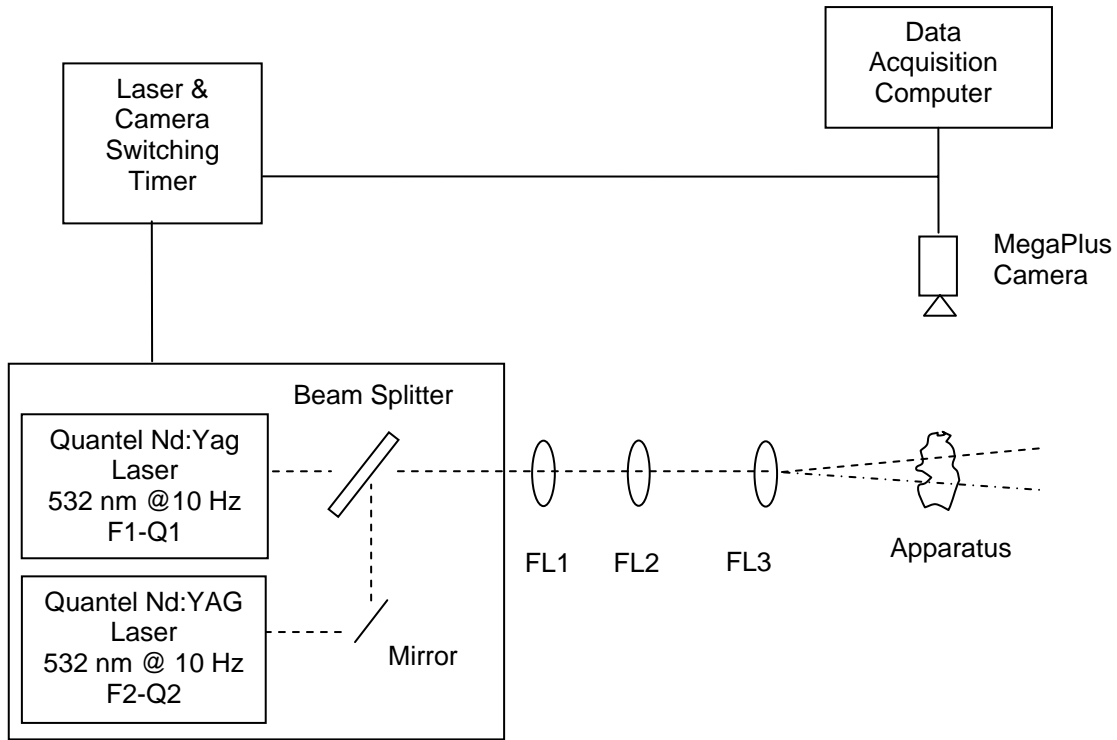 Data
Acquisition
Computer
Laser &
Camera
Switching
Timer
MegaPlus
Camera
Beam Splitter
Quantel Nd:Yag
Laser
532 nm @10 Hz
F1-Q1
FL1
FL2
FL3
Apparatus
Quantel Nd:YAG
Laser
532 nm @ 10 Hz
F2-Q2
Mirror